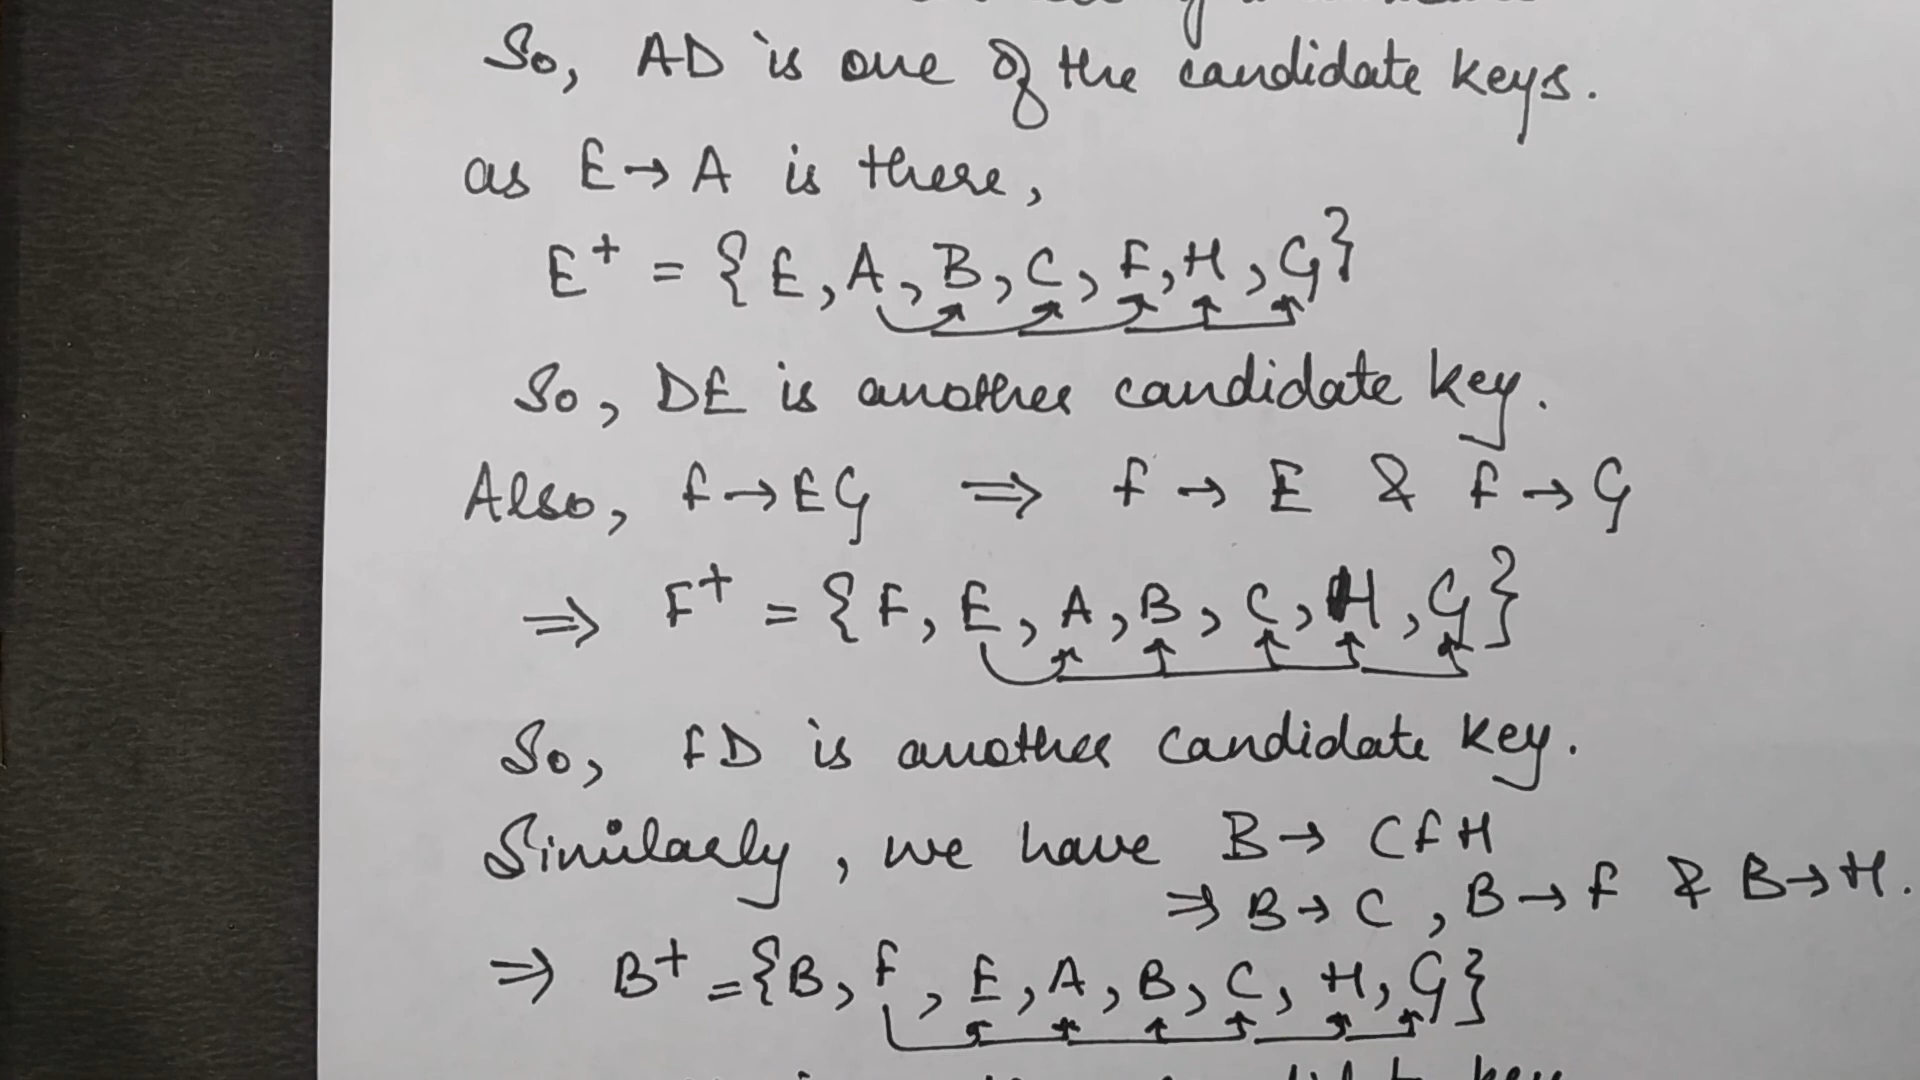 So, AD is one of the candidate keys.
as E → A is there,
E⁺ = {E, A, B, C, F, H, G}
So, DE is another candidate key.
Also, F → EG ⇒ F → E & F → G
⇒ F⁺ = {F, E, A, B, C, H, G}
So, FD is another candidate key.
Similarly, we have B → CFH
⇒ B → C, B → F & B → H.
⇒ B⁺ = {B, F, E, A, B, C, H, G}
key